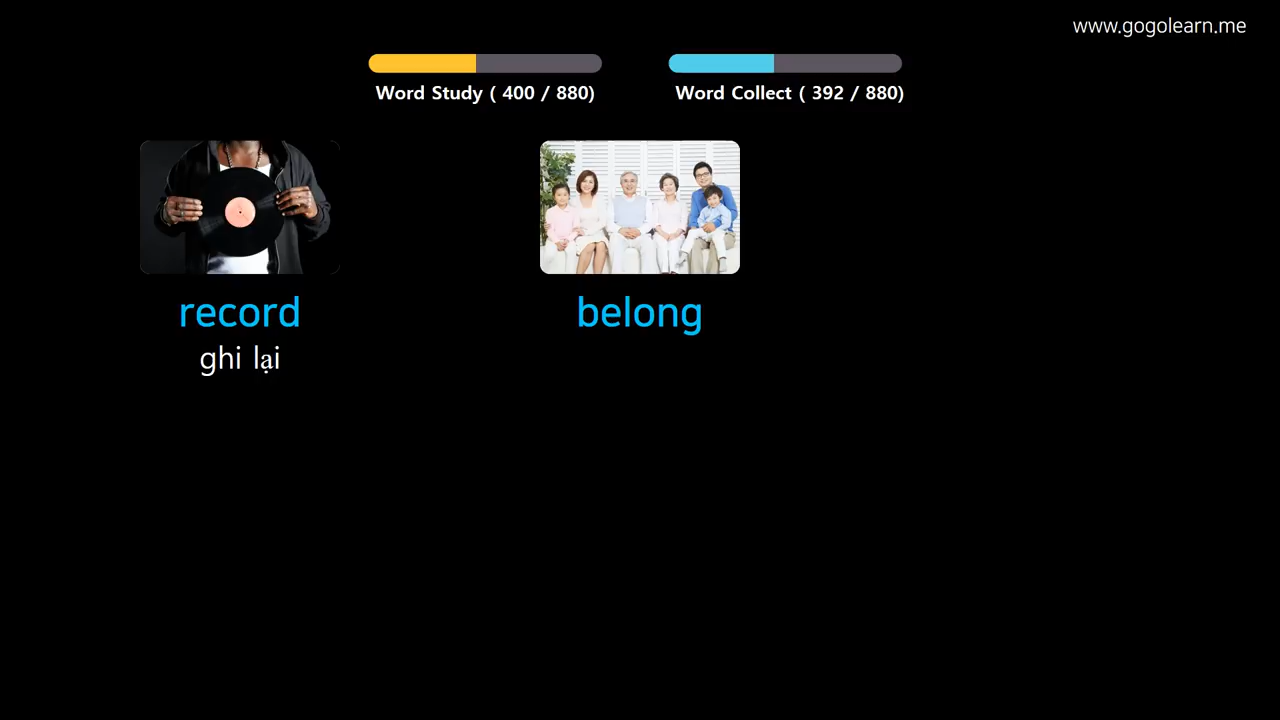 www.gogolearn.me
Word Study ( 400 / 880)
Word Collect ( 392 / 880)
record
belong
ghi lại